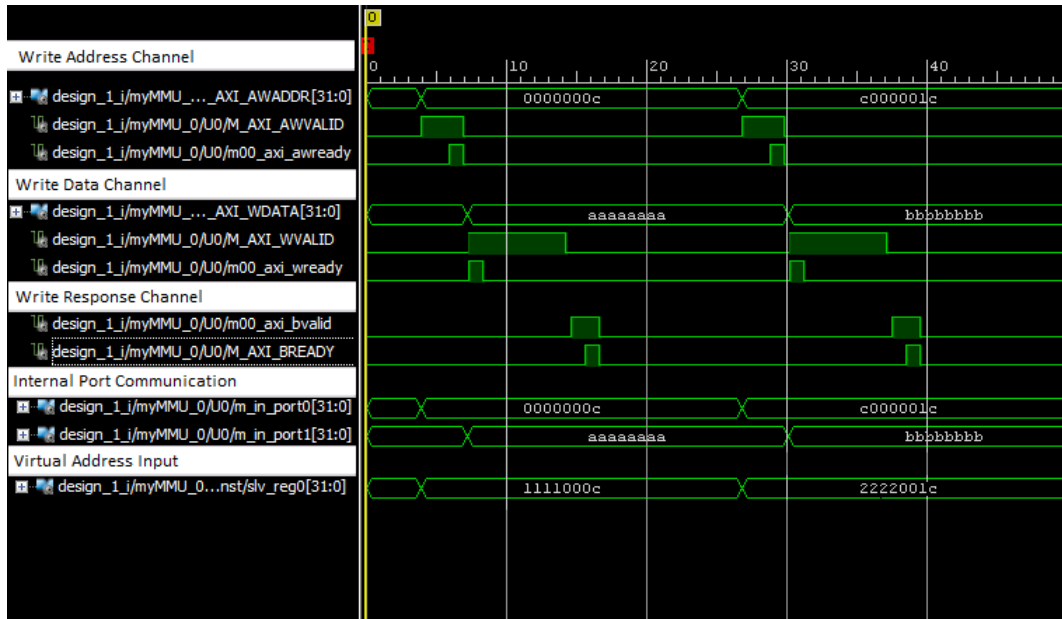 0
Write Address Channel
0 10 20 30 40
design_1_i/myMMU_..._AXI_AWADDR[31:0] 0000000c c000001c
design_1_i/myMMU_0/U0/M_AXI_AWVALID
design_1_i/myMMU_0/U0/m00_axi_awready
Write Data Channel
design_1_i/myMMU_..._AXI_WDATA[31:0] aaaaaaaa bbbbbbbb
design_1_i/myMMU_0/U0/M_AXI_WVALID
design_1_i/myMMU_0/U0/m00_axi_wready
Write Response Channel
design_1_i/myMMU_0/U0/m00_axi_bvalid
design_1_i/myMMU_0/U0/M_AXI_BREADY
Internal Port Communication
design_1_i/myMMU_0/U0/m_in_port0[31:0] 0000000c c000001c
design_1_i/myMMU_0/U0/m_in_port1[31:0] aaaaaaaa bbbbbbbb
Virtual Address Input
design_1_i/myMMU_0...nst/slv_reg0[31:0] 1111000c 2222001c